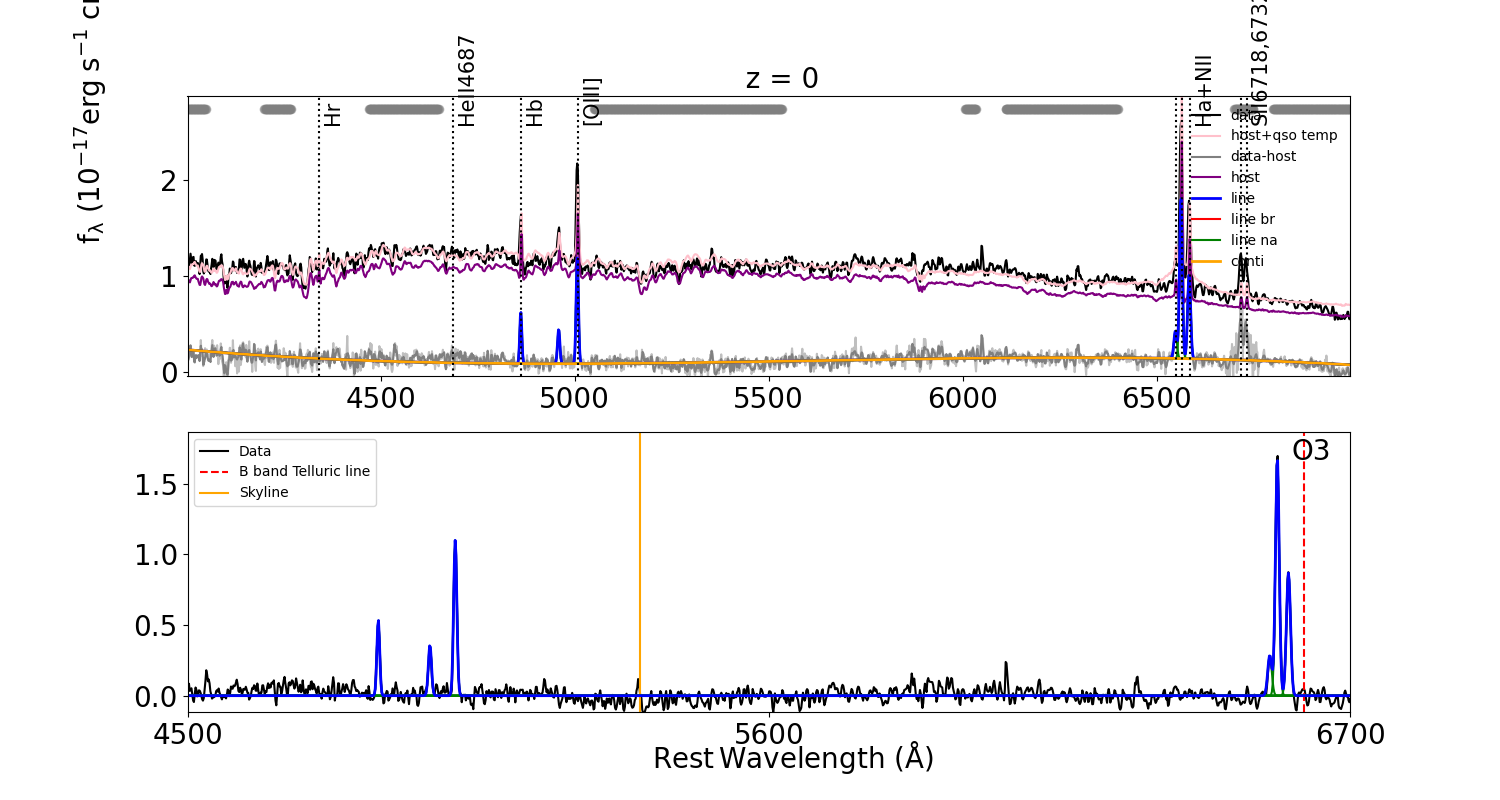 z = 0
f_λ (10^−17 erg s^−1
Hr
HeII4687
Hb
[OIII]
Ha+NII
SII6718,673
data
host+qso temp
data-host
host
line
line br
line na
conti
2
1
0
4500 5000 5500 6000 6500
O3
Data
B band Telluric line
Skyline
1.5
1.0
0.5
0.0
4500 5600 6700
Rest Wavelength (Å)